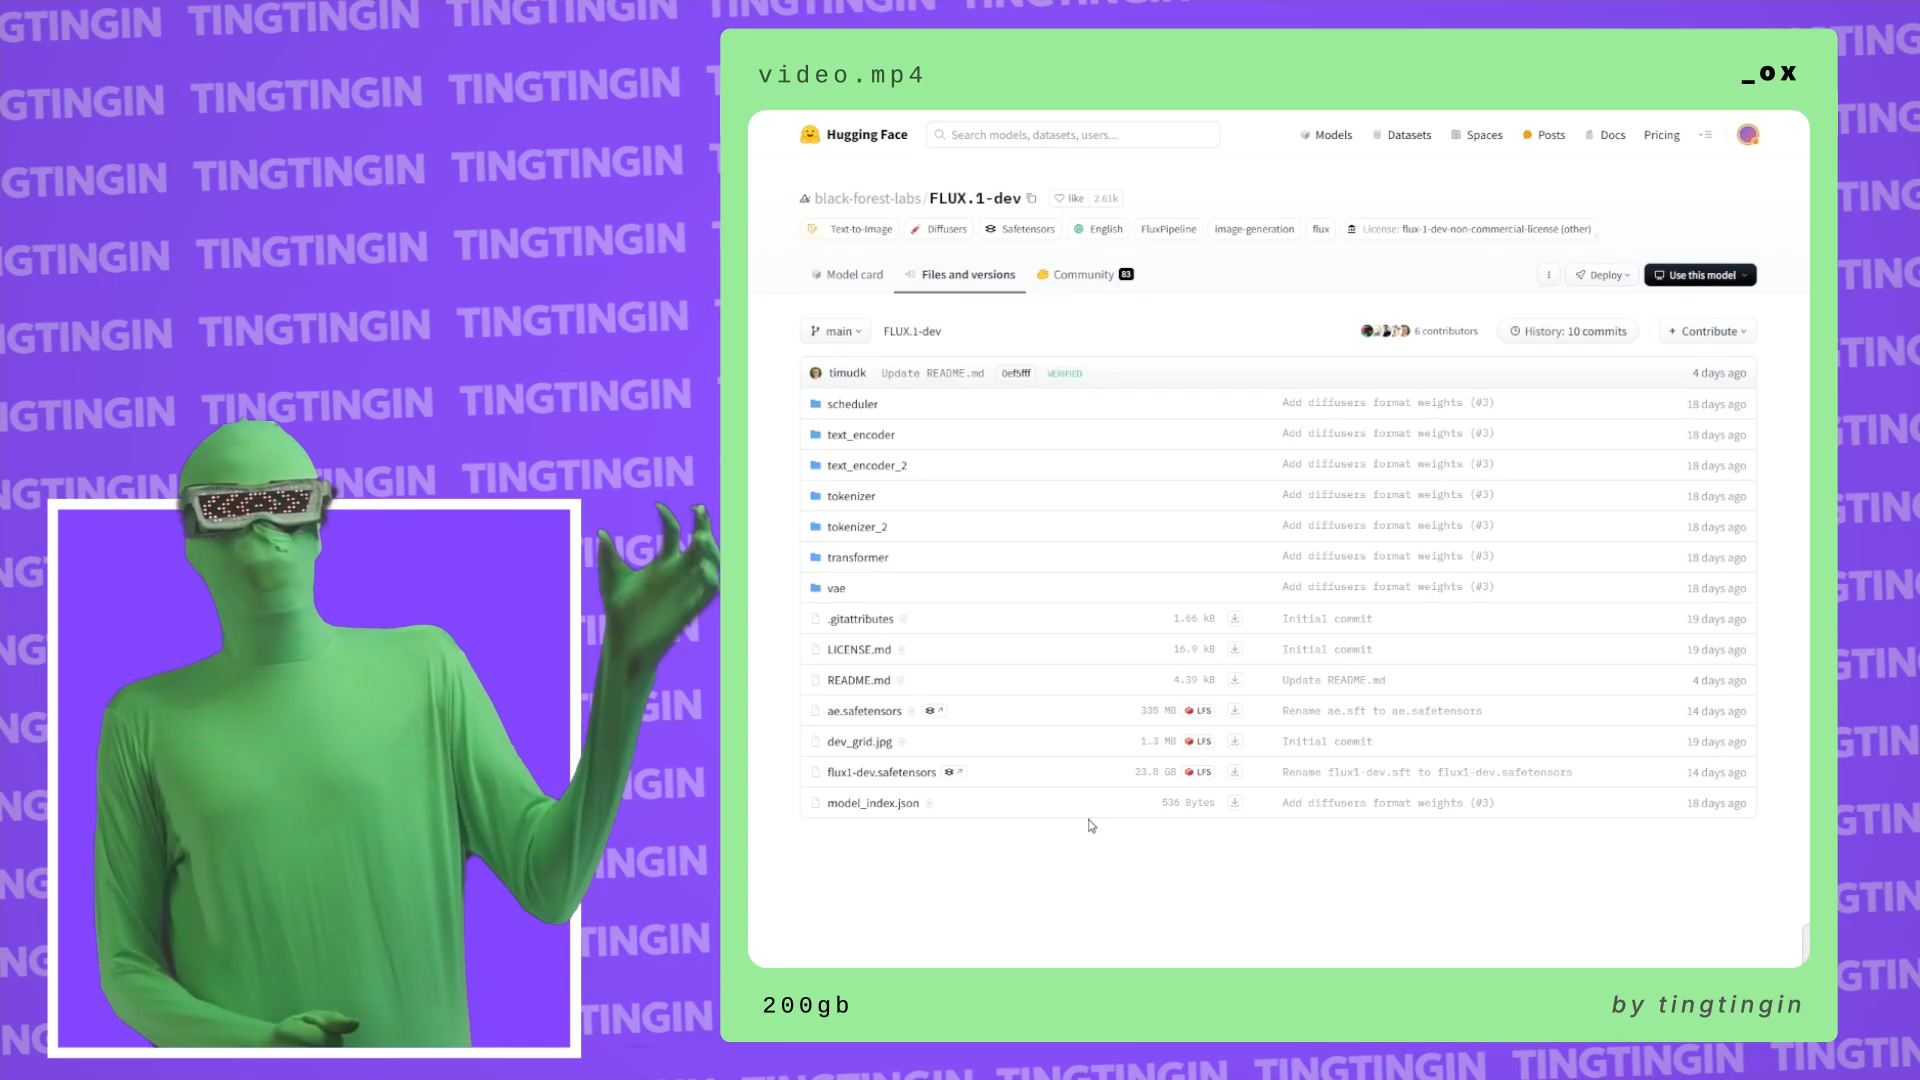 TINGTINGIN TINGTINGIN TINGTINGIN TINGTINGIN
video.mp4
_ox
Hugging Face
Search models, datasets, users...
Models
Datasets
Spaces
Posts
Docs
Pricing
black-forest-labs/FLUX.1-dev
like 2.61k
Text-to-Image
Diffusers
Safetensors
English
FluxPipeline
image-generation
flux
License: flux-1-dev-non-commercial-license (other)
Model card
Files and versions
Community 83
Deploy
Use this model
main
FLUX.1-dev
6 contributors
History: 10 commits
+ Contribute
timudk Update README.md 0ef5fff VERIFIED 4 days ago
scheduler Add diffusers format weights (#3) 18 days ago
text_encoder Add diffusers format weights (#3) 18 days ago
text_encoder_2 Add diffusers format weights (#3) 18 days ago
tokenizer Add diffusers format weights (#3) 18 days ago
tokenizer_2 Add diffusers format weights (#3) 18 days ago
transformer Add diffusers format weights (#3) 18 days ago
vae Add diffusers format weights (#3) 18 days ago
.gitattributes 1.66 kB Initial commit 19 days ago
LICENSE.md 16.9 kB Initial commit 19 days ago
README.md 4.39 kB Update README.md 4 days ago
ae.safetensors 335 MB LFS Rename ae.sft to ae.safetensors 14 days ago
dev_grid.jpg 1.3 MB LFS Initial commit 19 days ago
flux1-dev.safetensors 23.8 GB LFS Rename flux1-dev.sft to flux1-dev.safetensors 14 days ago
model_index.json 536 Bytes Add diffusers format weights (#3) 18 days ago
200gb
by tingtingin